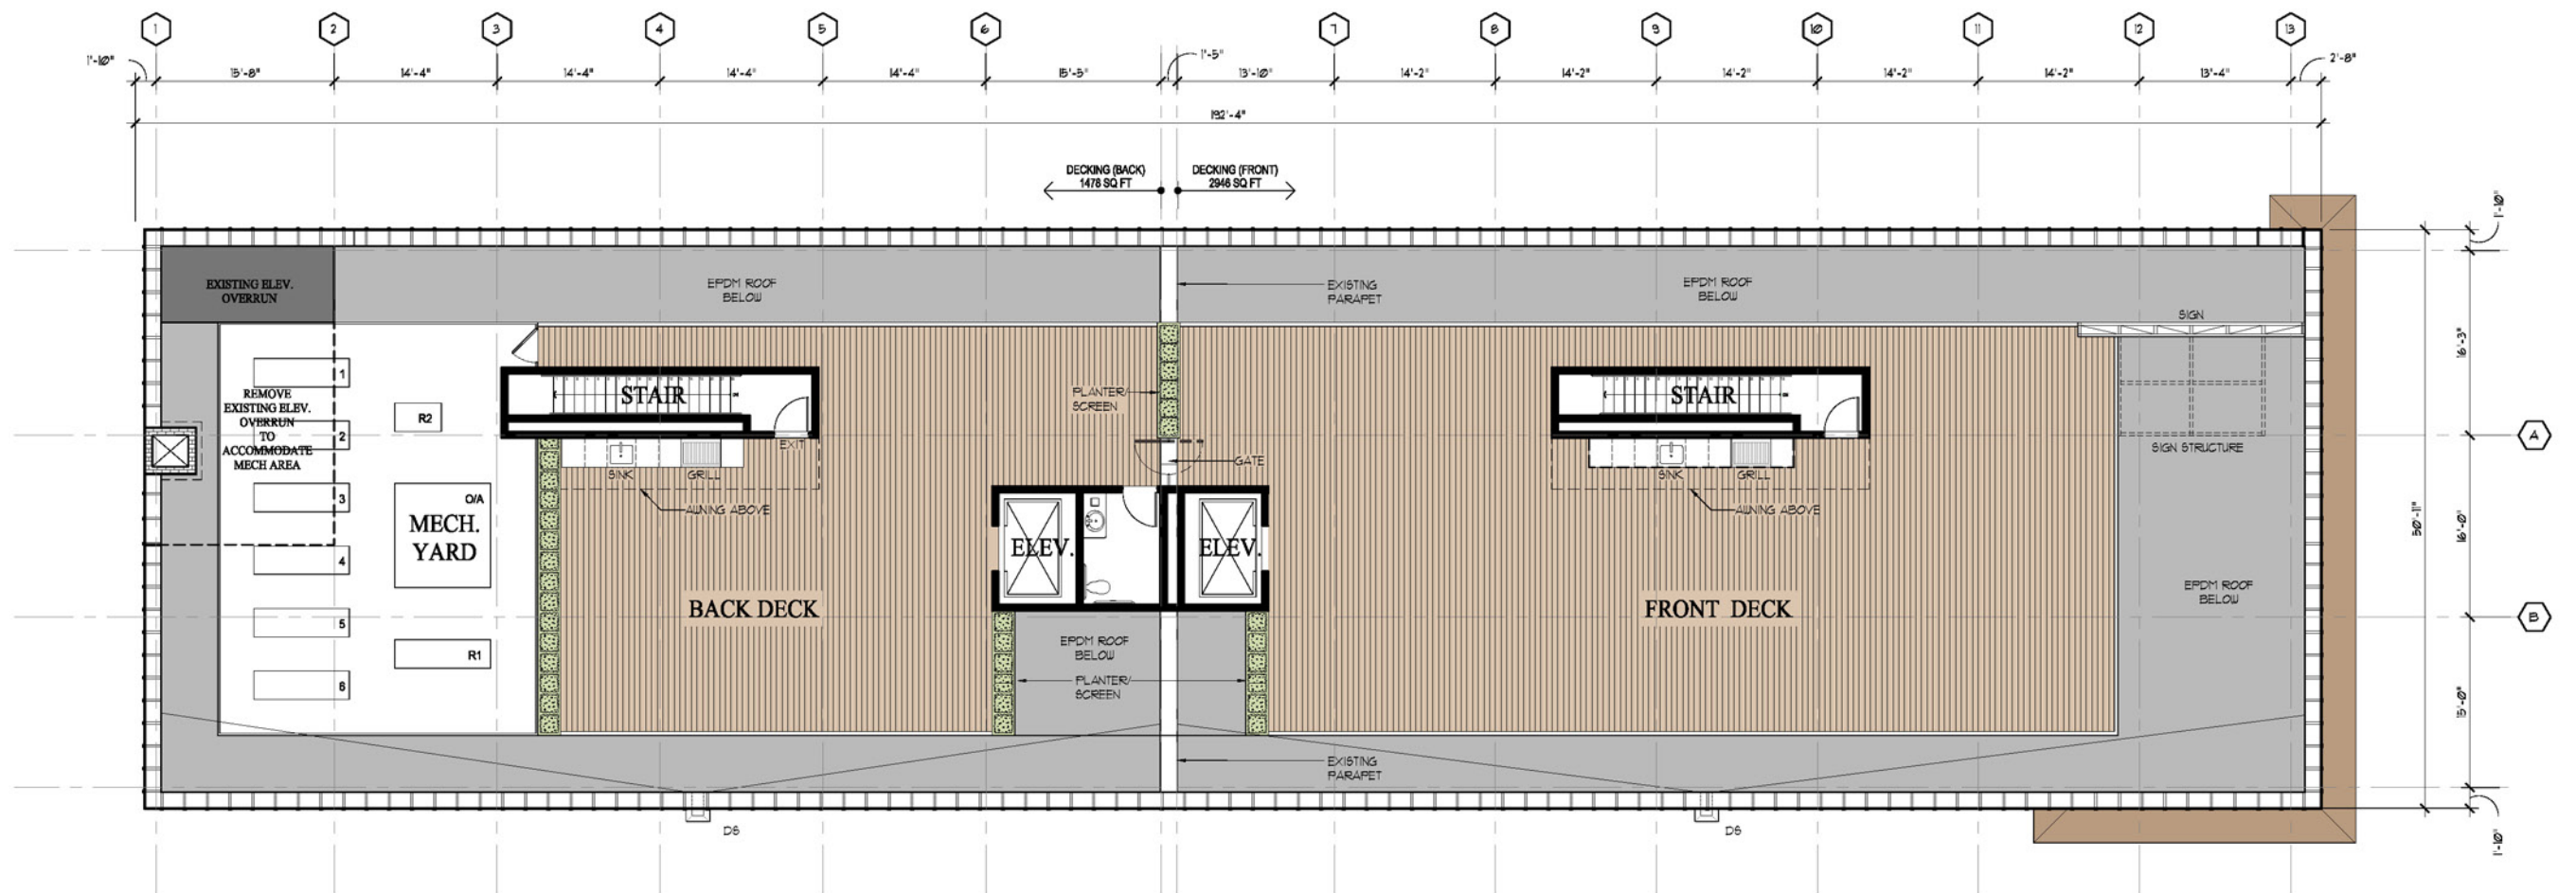 1 2 3 4 5 6 7 8 9 10 11 12 13
1'-10" 1'-5" 2'-8"
15'-8" 14'-4" 14'-4" 14'-4" 14'-4" 15'-5" 13'-10" 14'-2" 14'-2" 14'-2" 14'-2" 14'-2" 13'-4"
192'-4"
DECKING (BACK)
1478 SQ FT
DECKING (FRONT)
2946 SQ FT
1'-10"
EXISTING ELEV.
OVERRUN
EPDM ROOF
BELOW
EXISTING
PARAPET
EPDM ROOF
BELOW
SIGN
16'-3"
1
REMOVE
EXISTING ELEV.
OVERRUN
TO
ACCOMMODATE
MECH AREA
2
R2
STAIR
EXIT
SINK
GRILL
AWNING ABOVE
PLANTER/
SCREEN
GATE
STAIR
SINK
GRILL
AWNING ABOVE
SIGN STRUCTURE
A
3
O/A
MECH.
YARD
4
ELEV.
ELEV.
50'-11"
16'-0"
5
BACK DECK
FRONT DECK
EPDM ROOF
BELOW
B
R1
6
EPDM ROOF
BELOW
PLANTER/
SCREEN
15'-0"
EXISTING
PARAPET
DS
DS
1'-10"